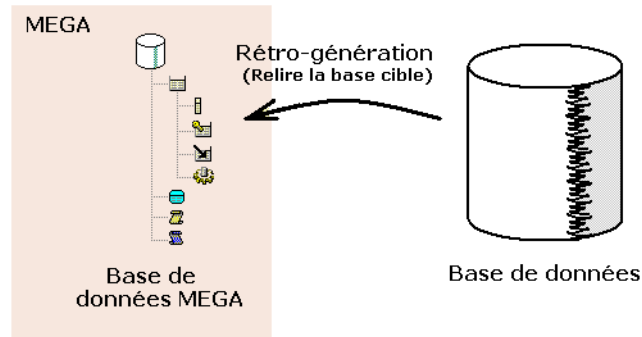 MEGA
Rétro-génération
(Relire la base cible)
Base de
données MEGA
Base de données